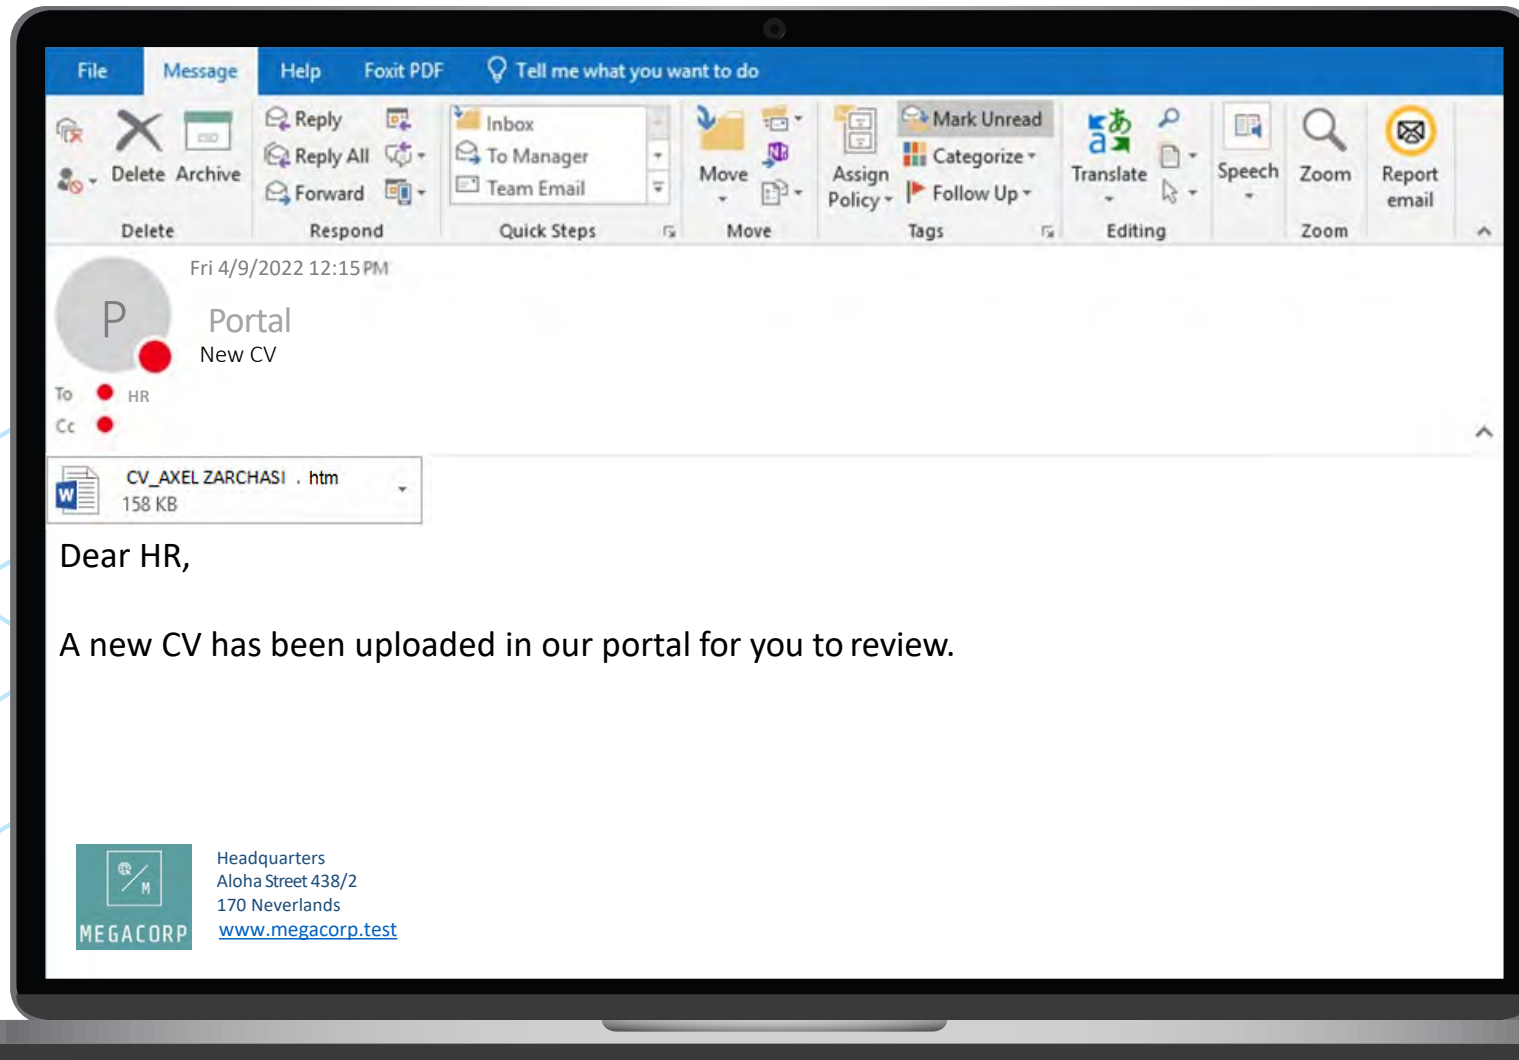 File Message Help Foxit PDF Tell me what you want to do
Delete Archive
Reply
Reply All
Forward
Inbox
To Manager
Team Email
Move
Assign Policy
Mark Unread
Categorize
Follow Up
Translate
Speech
Zoom
Report email
Delete Respond Quick Steps Move Tags Editing Zoom
Fri 4/9/2022 12:15 PM
P
Portal
New CV
To HR
Cc
W
CV_AXEL ZARCHASI . htm
158 KB
Dear HR,
A new CV has been uploaded in our portal for you to review.
M
MEGACORP
Headquarters
Aloha Street 438/2
170 Neverlands
www.megacorp.test